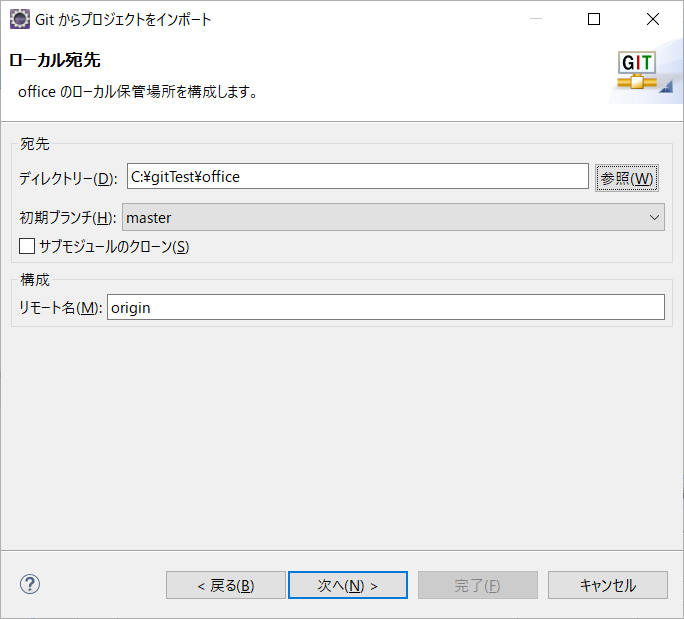 Git からプロジェクトをインポート
ローカル宛先
office のローカル保管場所を構成します。
GIT
宛先
ディレクトリー(D): C:¥gitTest¥office 参照(W)
初期ブランチ(H): master
サブモジュールのクローン(S)
構成
リモート名(M): origin
? < 戻る(B) 次へ(N) > 完了(F) キャンセル